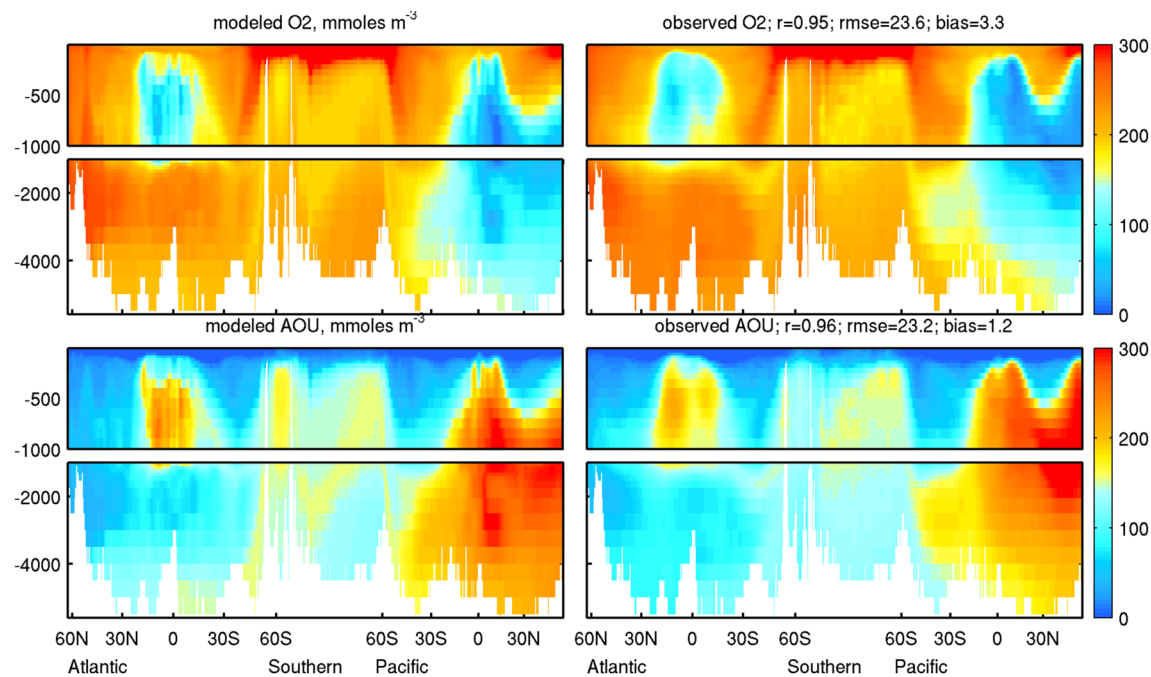 modeled O2, mmoles m-3
observed O2; r=0.95; rmse=23.6; bias=3.3
-500
-1000
-2000
-4000
300
200
100
0
modeled AOU, mmoles m-3
observed AOU; r=0.96; rmse=23.2; bias=1.2
-500
-1000
-2000
-4000
300
200
100
0
60N 30N 0 30S 60S 60S 0 30N
60N 30N 0 30S 60S 60S 0 30N
Atlantic Southern Pacific
Atlantic Southern Pacific